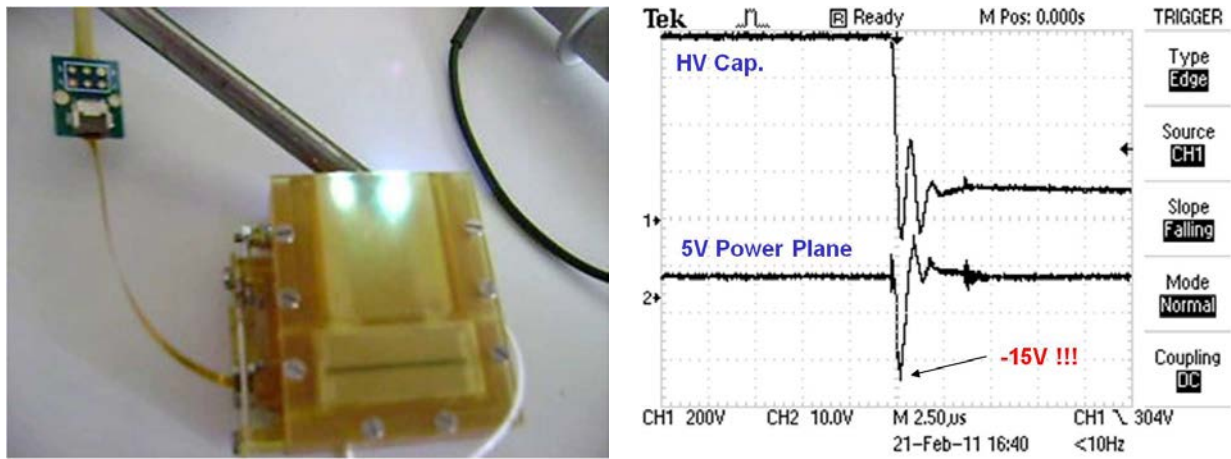 Tek
R Ready
M Pos: 0.000s
TRIGGER
HV Cap.
Type
Edge
Source
CH1
1
Slope
Falling
5V Power Plane
2
Mode
Normal
-15V !!!
Coupling
DC
CH1 200V
CH2 10.0V
M 2.50µs
CH1 \ 304V
21-Feb-11 16:40
<10Hz